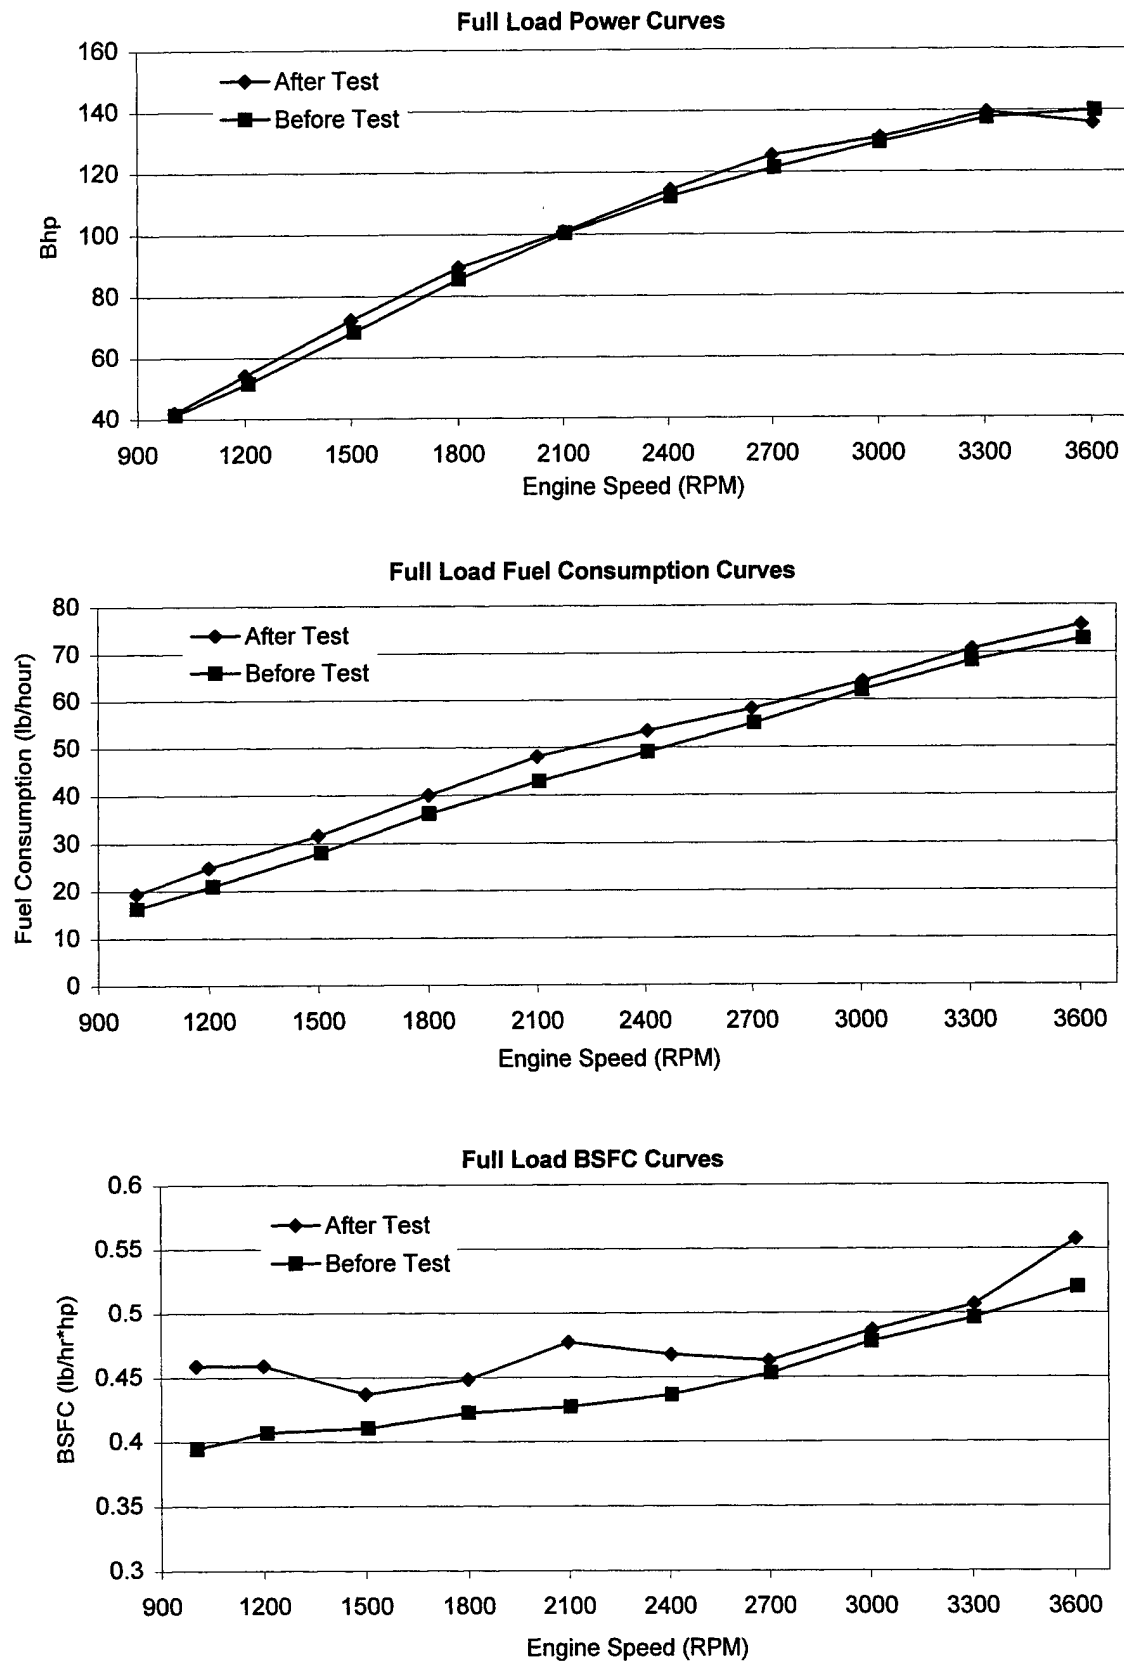 Full Load Power Curves
160
140
120
100
80
60
40
Bhp
After Test
Before Test
900 1200 1500 1800 2100 2400 2700 3000 3300 3600
Engine Speed (RPM)
Full Load Fuel Consumption Curves
80
70
60
50
40
30
20
10
0
Fuel Consumption (lb/hour)
After Test
Before Test
900 1200 1500 1800 2100 2400 2700 3000 3300 3600
Engine Speed (RPM)
Full Load BSFC Curves
0.6
0.55
0.5
0.45
0.4
0.35
0.3
BSFC (lb/hr*hp)
After Test
Before Test
900 1200 1500 1800 2100 2400 2700 3000 3300 3600
Engine Speed (RPM)